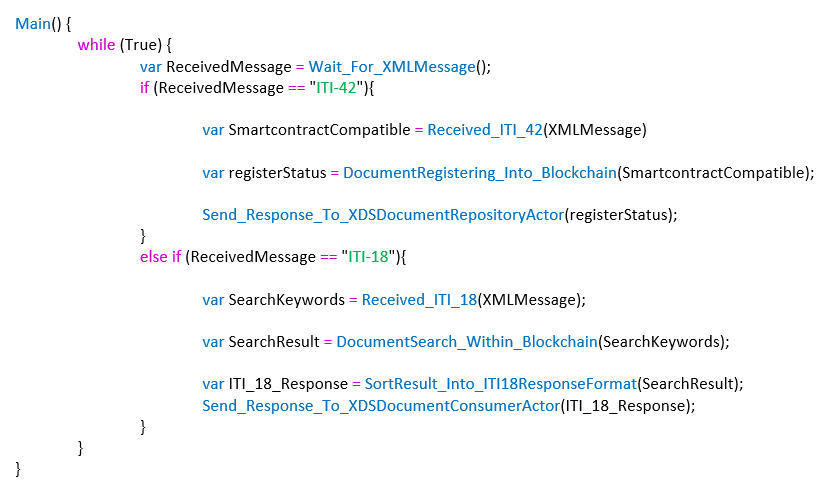 Main() {
while (True) {
var ReceivedMessage = Wait_For_XMLMessage();
if (ReceivedMessage == "ITI-42"){
var SmartcontractCompatible = Received_ITI_42(XMLMessage)
var registerStatus = DocumentRegistering_Into_Blockchain(SmartcontractCompatible);
Send_Response_To_XDSDocumentRepositoryActor(registerStatus);
}
else if (ReceivedMessage == "ITI-18"){
var SearchKeywords = Received_ITI_18(XMLMessage);
var SearchResult = DocumentSearch_Within_Blockchain(SearchKeywords);
var ITI_18_Response = SortResult_Into_ITI18ResponseFormat(SearchResult);
Send_Response_To_XDSDocumentConsumerActor(ITI_18_Response);
}
}
}